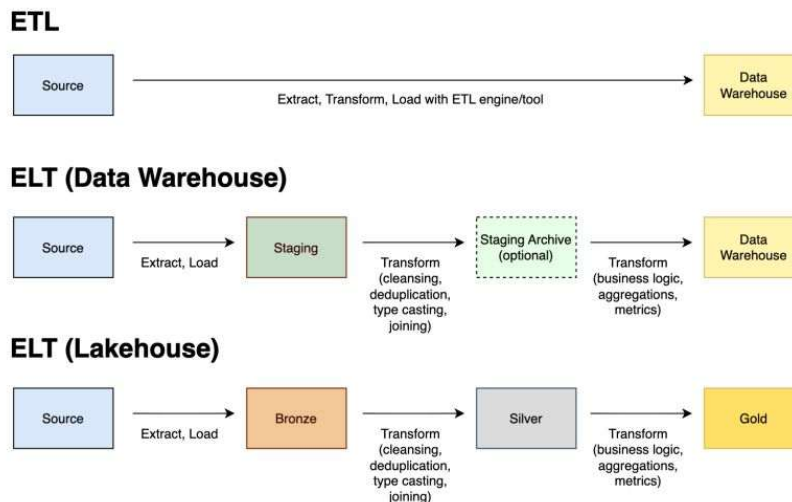 ETL
Source
Extract, Transform, Load with ETL engine/tool
Data
Warehouse
ELT (Data Warehouse)
Source
Extract, Load
Staging
Transform
(cleansing,
deduplication,
type casting,
joining)
Staging Archive
(optional)
Transform
(business logic,
aggregations,
metrics)
Data
Warehouse
ELT (Lakehouse)
Source
Extract, Load
Bronze
Transform
(cleansing,
deduplication,
type casting,
joining)
Silver
Transform
(business logic,
aggregations,
metrics)
Gold